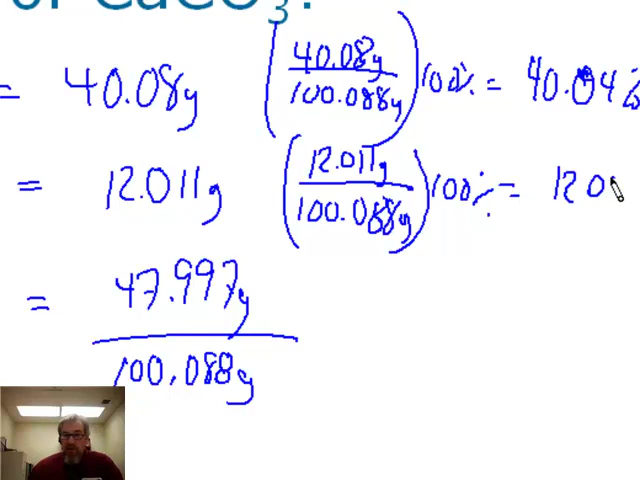 of CaCO3?
= 40.08g (40.08g / 100.088g) 100% = 40.04%
= 12.011g (12.011g / 100.088g) 100% = 12 0
= 47.997g
100.088g